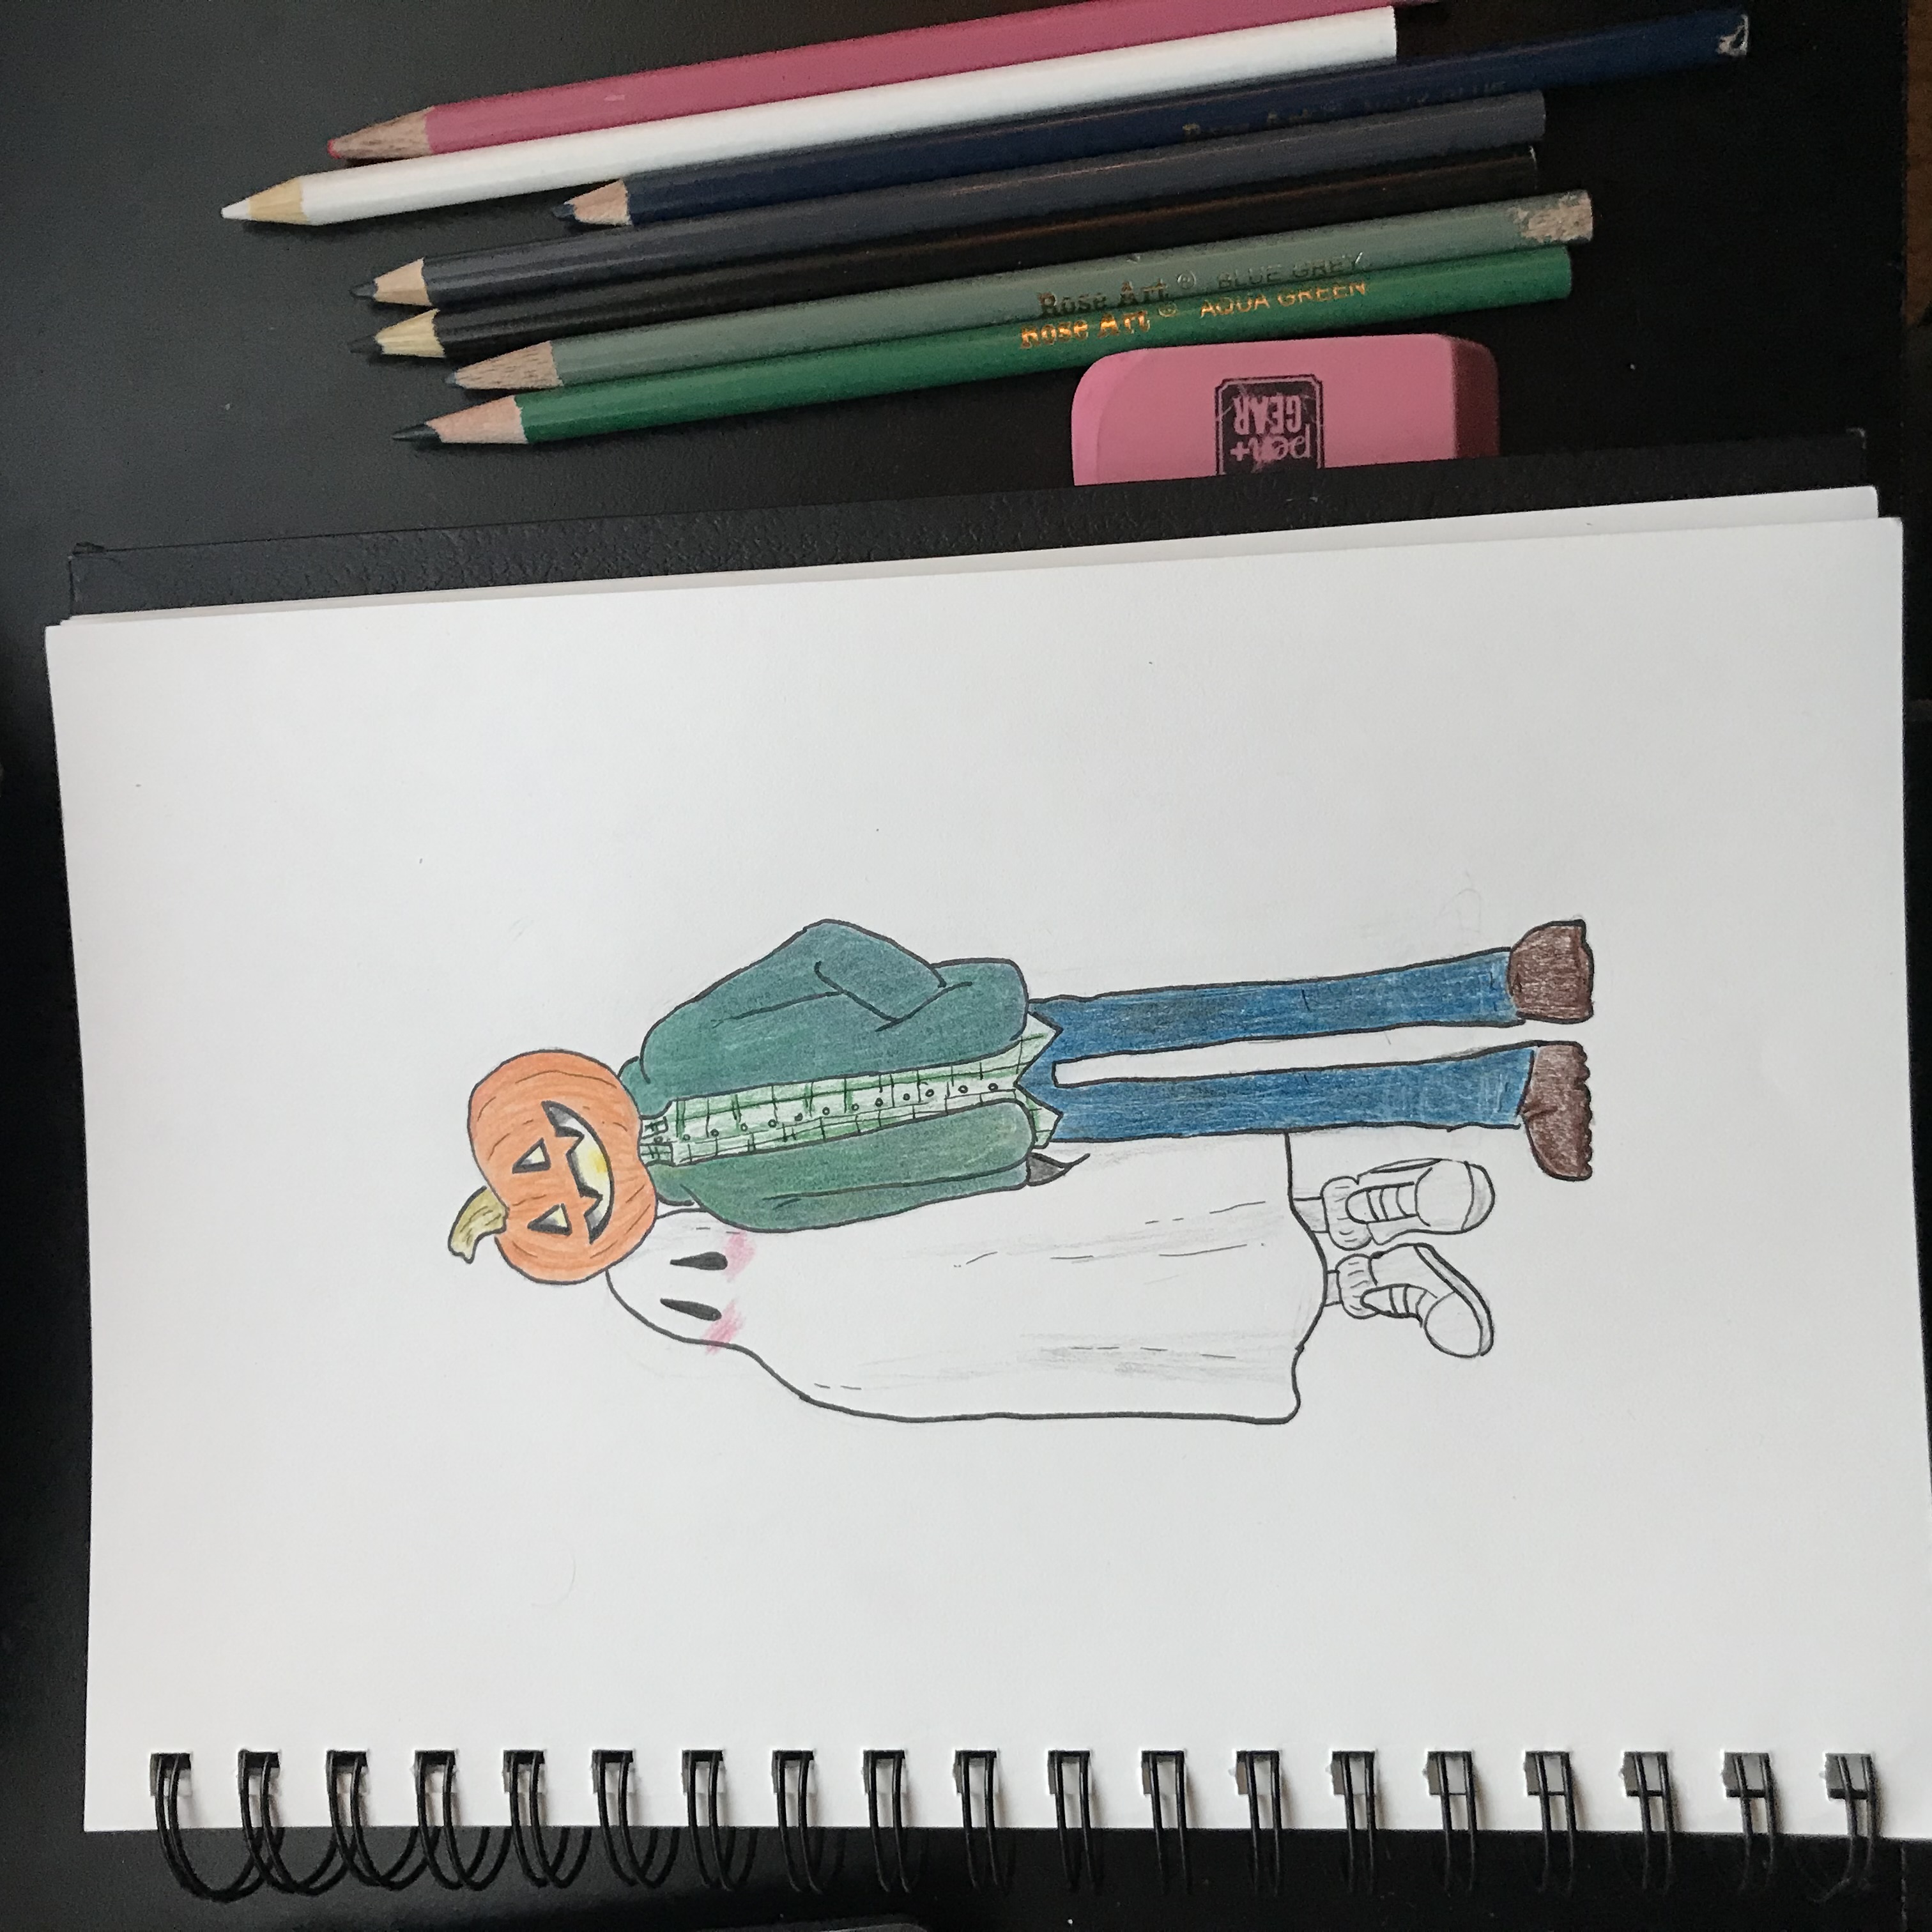 pen+
GEAR
Rose Art ® AQUA GREEN
Rose Art ® BLUE GREY